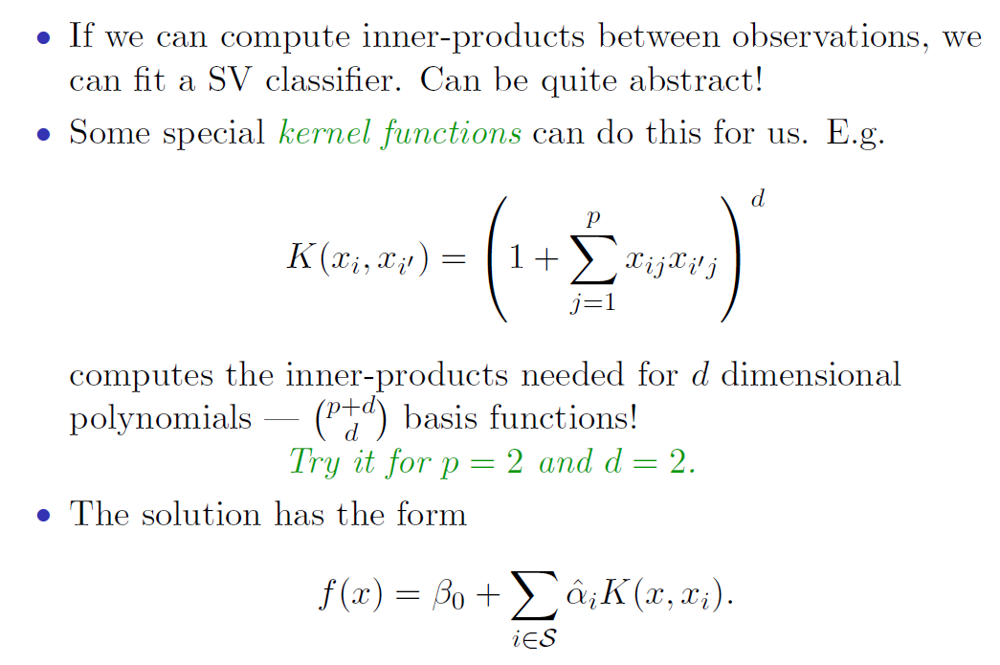 • If we can compute inner-products between observations, we
can fit a SV classifier. Can be quite abstract!
• Some special kernel functions can do this for us. E.g.
K(x_i, x_{i'}) = \left(1 + \sum_{j=1}^{p} x_{ij}x_{i'j}\right)^d
computes the inner-products needed for d dimensional
polynomials — \binom{p+d}{d} basis functions!
Try it for p = 2 and d = 2.
• The solution has the form
f(x) = β_0 + \sum_{i∈\mathcal{S}} \hat{α}_i K(x, x_i).